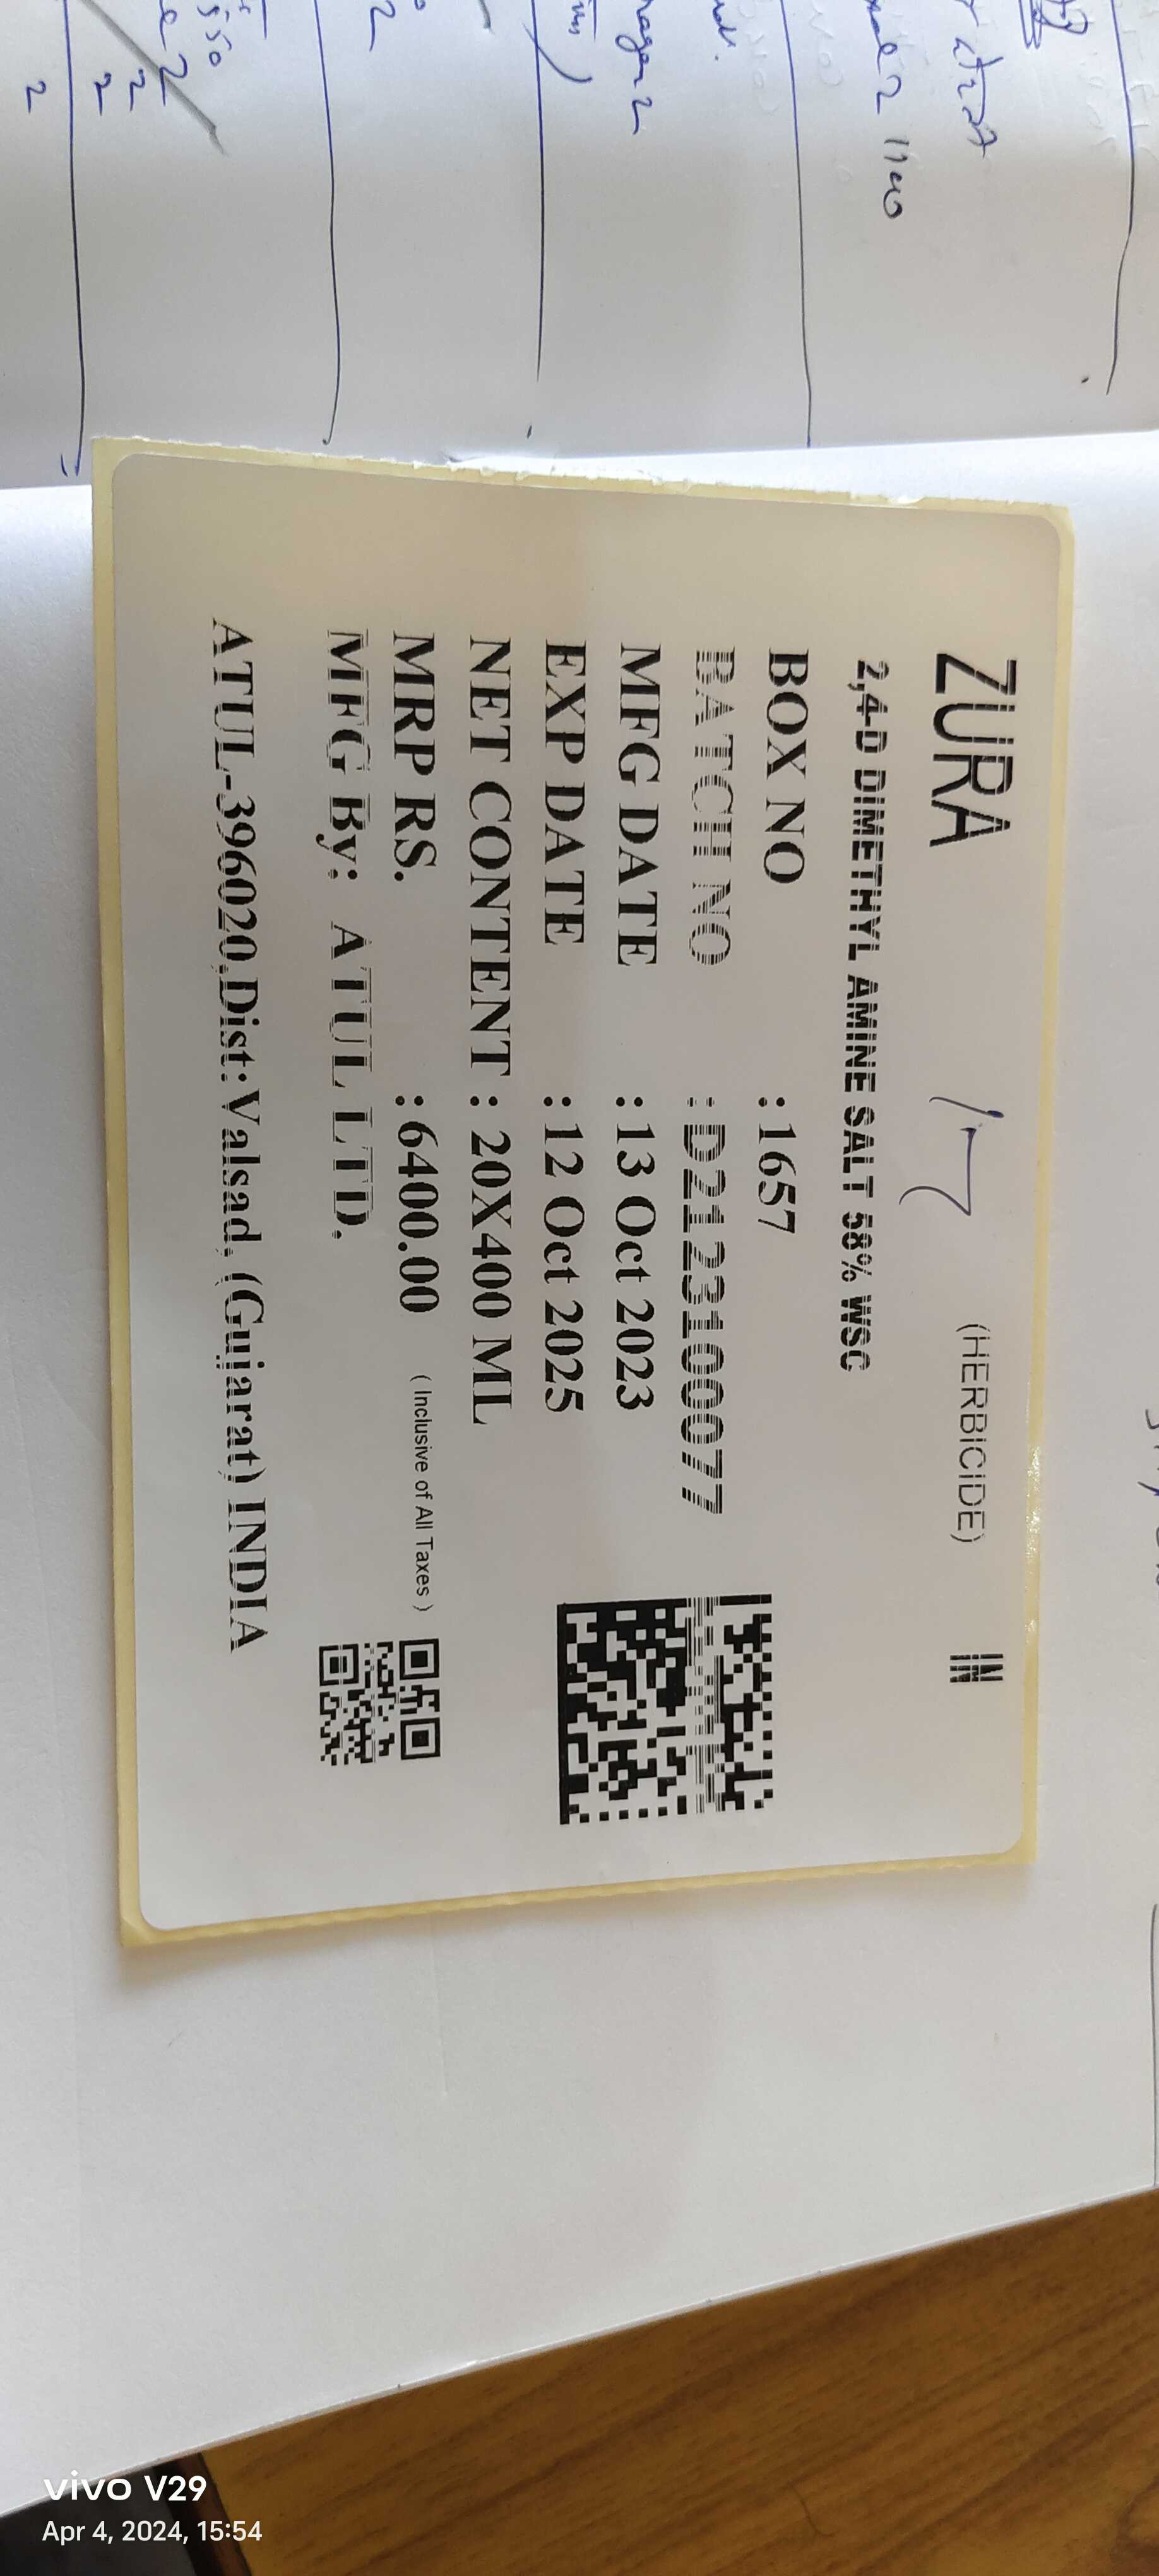 ZURA (HERBICIDE) IN
2,4-D DIMETHYL AMINE SALT 58% WSC
BOX NO : 1657
BATCH NO : D2123100077
MFG DATE : 13 Oct 2023
EXP DATE : 12 Oct 2025
NET CONTENT : 20X400 ML
MRP RS. : 6400.00 ( Inclusive of All Taxes )
MFG By: ATUL LTD.
ATUL-396020,Dist:Valsad, (Gujarat) INDIA
vivo V29
Apr 4, 2024, 15:54